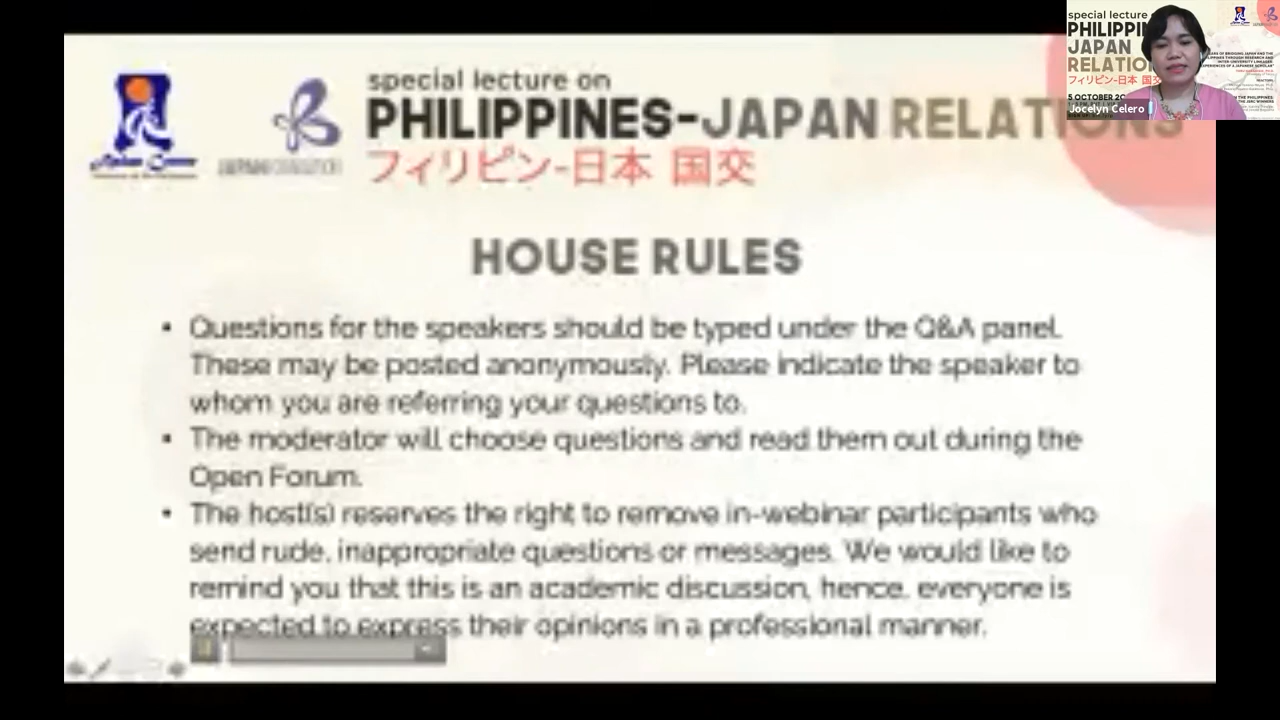 special lecture on
PHILIPPINES-JAPAN RELATIONS
フィリピン-日本 国交
HOUSE RULES
• Questions for the speakers should be typed under the Q&A panel.
These may be posted anonymously. Please indicate the speaker to
whom you are referring your questions to.
• The moderator will choose questions and read them out during the
Open Forum.
• The host(s) reserves the right to remove in-webinar participants who
send rude, inappropriate questions or messages. We would like to
remind you that this is an academic discussion, hence, everyone is
expected to express their opinions in a professional manner.
special lecture
JAPAN
フィリピン-日本 国交
Jocelyn Celero